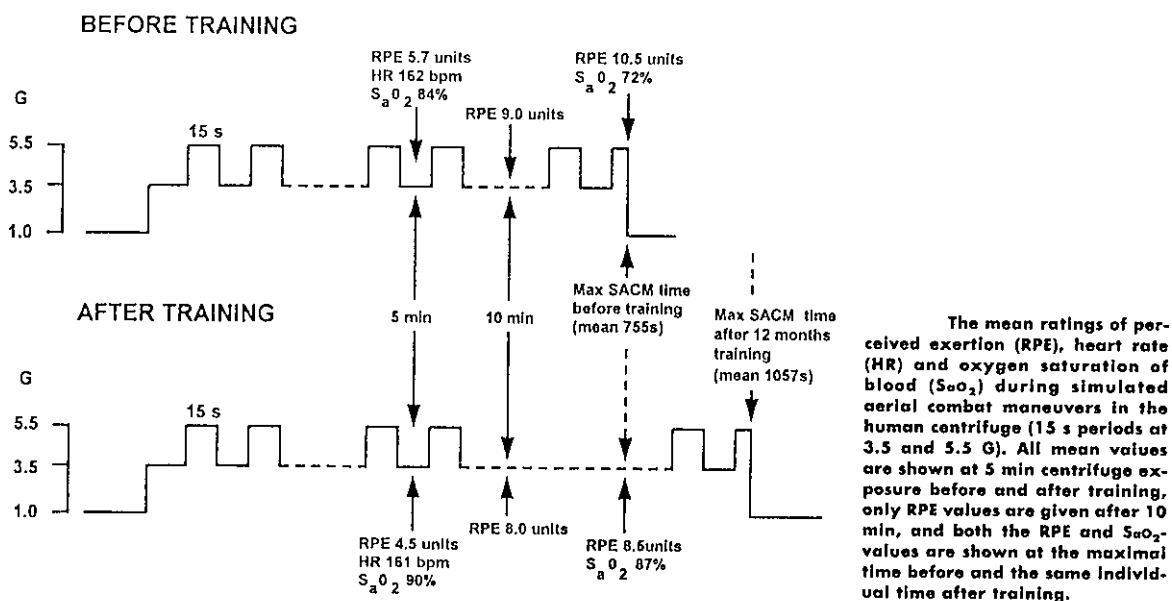 BEFORE TRAINING
RPE 5.7 units
HR 162 bpm
SaO2 84%
RPE 10.5 units
SaO2 72%
G
15 s
RPE 9.0 units
5.5
3.5
1.0
AFTER TRAINING
5 min
10 min
Max SACM time
before training
(mean 755s)
Max SACM time
after 12 months
training
(mean 1057s)
G
15 s
5.5
3.5
1.0
RPE 4.5 units
HR 161 bpm
SaO2 90%
RPE 8.0 units
RPE 8.5units
SaO2 87%
The mean ratings of per-
ceived exertion (RPE), heart rate
(HR) and oxygen saturation of
blood (SaO2) during simulated
aerial combat maneuvers in the
human centrifuge (15 s periods at
3.5 and 5.5 G). All mean values
are shown at 5 min centrifuge ex-
posure before and after training,
only RPE values are given after 10
min, and both the RPE and SaO2-
values are shown at the maximal
time before and the same individ-
ual time after training.